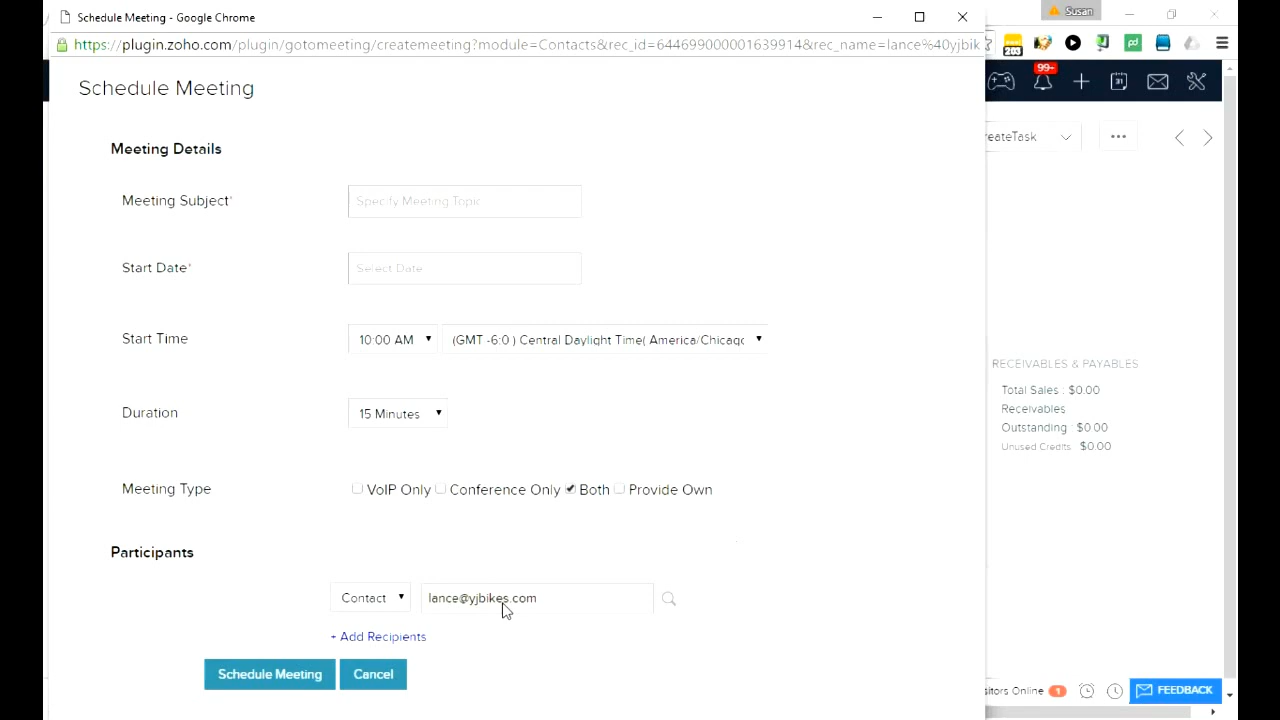 Schedule Meeting - Google Chrome
Susan
https://plugin.zoho.com/plugin/gotomeeting/createmeeting?module=Contacts&rec_id=644699000001639914&rec_name=lance%40yjbik
203
99+
31
Schedule Meeting
reateTask
Meeting Details
Meeting Subject*
Specify Meeting Topic
Start Date*
Select Date
Start Time
10:00 AM
(GMT -6:0 ) Central Daylight Time( America/Chicago
RECEIVABLES & PAYABLES
Total Sales : $0.00
Receivables
Outstanding : $0.00
Unused Credits : $0.00
Duration
15 Minutes
Meeting Type
VoIP Only Conference Only Both Provide Own
Participants
Contact
lance@yjbikes.com
+ Add Recipients
Schedule Meeting
Cancel
sitors Online 1
FEEDBACK